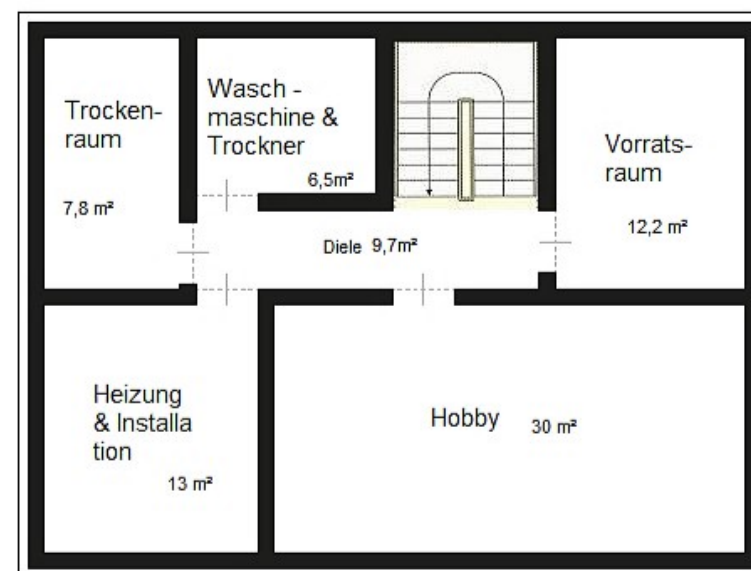 Trocken-
raum
7,8 m²
Wasch -
maschine &
Trockner
6,5m²
Vorrats-
raum
12,2 m²
Diele 9,7m²
Heizung
& Installa
tion
13 m²
Hobby 30 m²